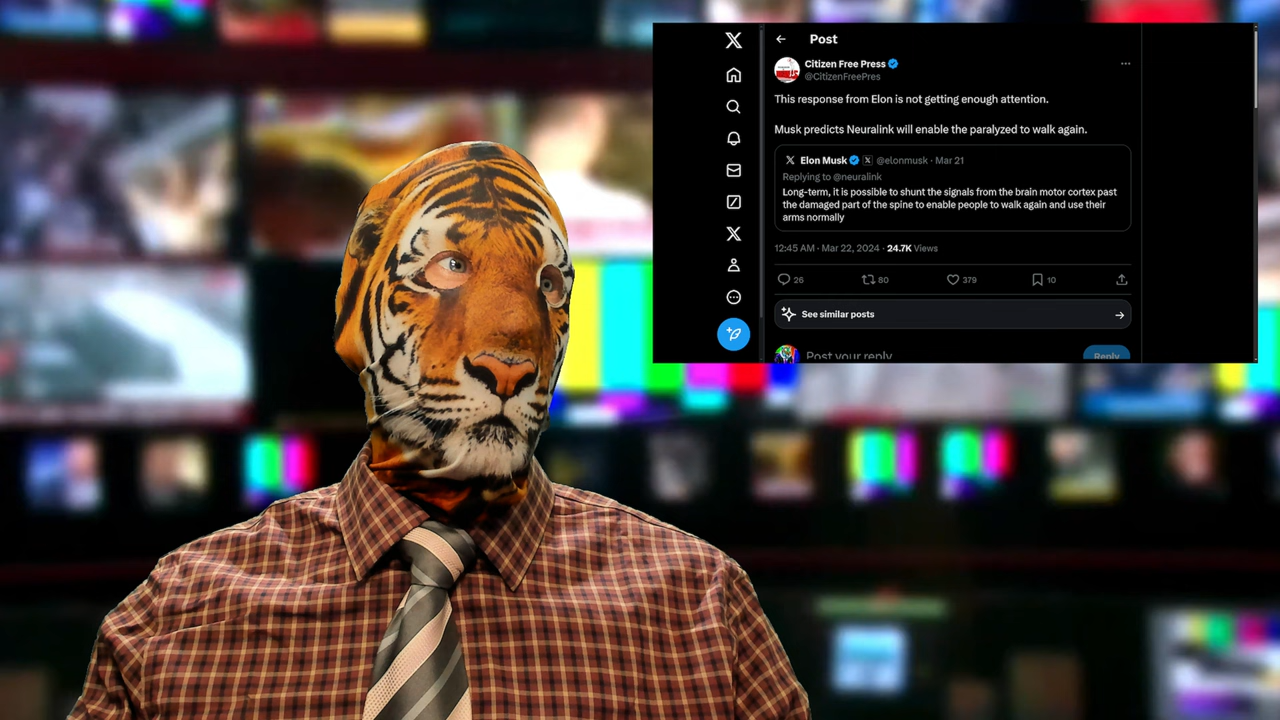 Post
Citizen Free Press
@CitizenFreePres
This response from Elon is not getting enough attention.
Musk predicts Neuralink will enable the paralyzed to walk again.
Elon Musk X @elonmusk · Mar 21
Replying to @neuralink
Long-term, it is possible to shunt the signals from the brain motor cortex past
the damaged part of the spine to enable people to walk again and use their
arms normally
12:45 AM · Mar 22, 2024 · 24.7K Views
26 80 379 10
See similar posts
Post your reply
Reply